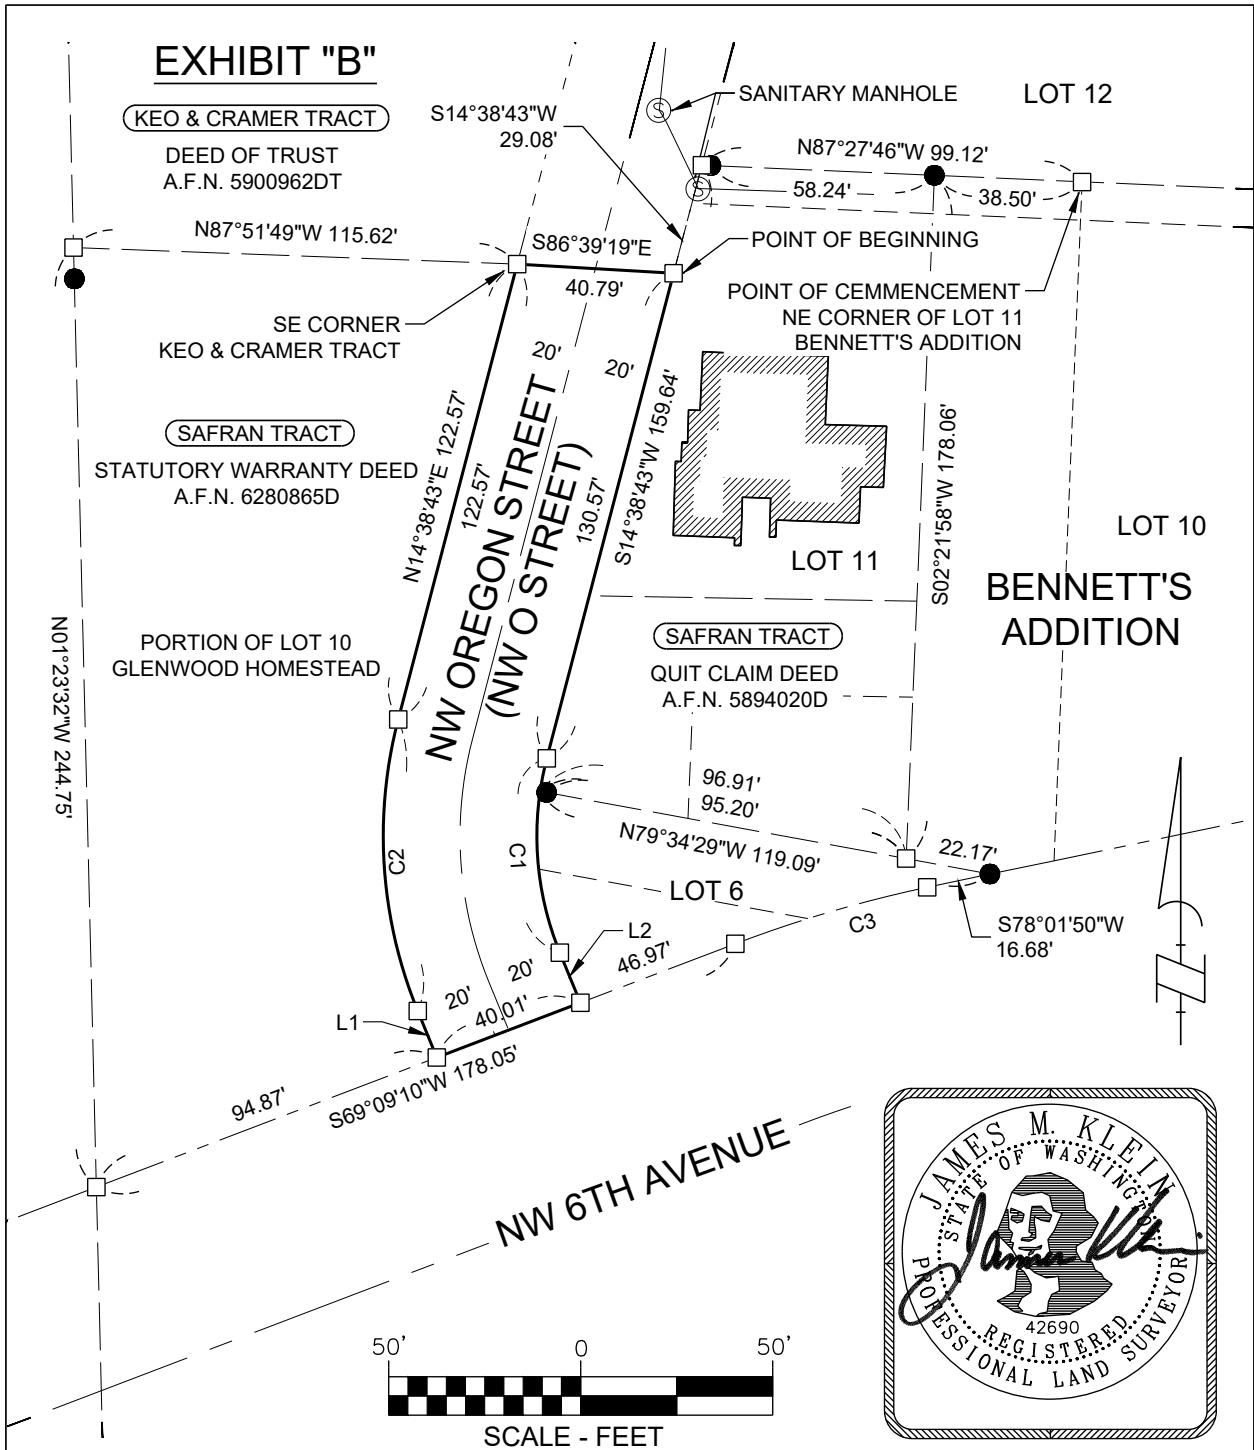 EXHIBIT "B"
KEO & CRAMER TRACT
DEED OF TRUST
A.F.N. 5900962DT
S14°38'43"W
29.08'
SANITARY MANHOLE
LOT 12
S
S
N87°27'46"W 99.12'
58.24'
38.50'
N87°51'49"W 115.62'
S86°39'19"E
40.79'
POINT OF BEGINNING
POINT OF CEMMENCEMENT
NE CORNER OF LOT 11
BENNETT'S ADDITION
SE CORNER
KEO & CRAMER TRACT
20'
20'
SAFRAN TRACT
STATUTORY WARRANTY DEED
A.F.N. 6280865D
N14°38'43"E 122.57'
122.57'
NW OREGON STREET
(NW O STREET)
130.57'
S14°38'43"W 159.64'
S02°21'58"W 178.06'
LOT 11
LOT 10
BENNETT'S
ADDITION
N01°23'32"W 244.75'
PORTION OF LOT 10
GLENWOOD HOMESTEAD
SAFRAN TRACT
QUIT CLAIM DEED
A.F.N. 5894020D
96.91'
95.20'
N79°34'29"W 119.09'
22.17'
C2
C1
LOT 6
C3
S78°01'50"W
16.68'
L2
46.97'
20'
20'
40.01'
L1
S69°09'10"W 178.05'
94.87'
NW 6TH AVENUE
50'
0
50'
SCALE - FEET
JAMES M. KLEIN
STATE OF WASHINGTON
42690
REGISTERED
PROFESSIONAL LAND SURVEYOR